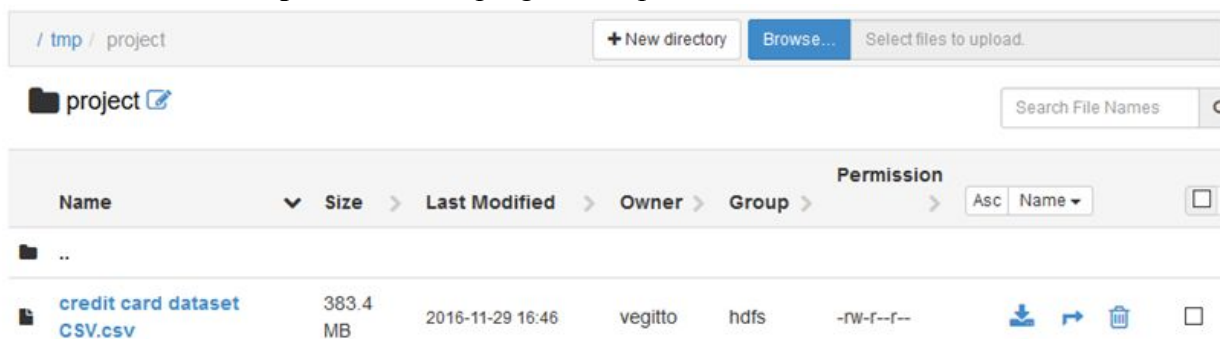 / tmp / project
+ New directory
Browse...
Select files to upload.
project
Search File Names
Name Size Last Modified Owner Group Permission Asc Name
..
credit card dataset CSV.csv 383.4 MB 2016-11-29 16:46 vegitto hdfs -rw-r--r--